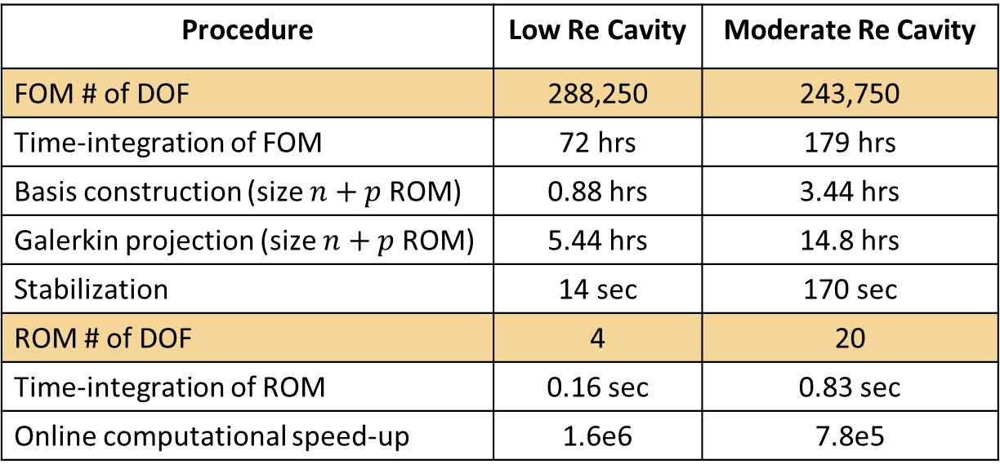 Procedure Low Re Cavity Moderate Re Cavity
FOM # of DOF 288,250 243,750
Time-integration of FOM 72 hrs 179 hrs
Basis construction (size n + p ROM) 0.88 hrs 3.44 hrs
Galerkin projection (size n + p ROM) 5.44 hrs 14.8 hrs
Stabilization 14 sec 170 sec
ROM # of DOF 4 20
Time-integration of ROM 0.16 sec 0.83 sec
Online computational speed-up 1.6e6 7.8e5